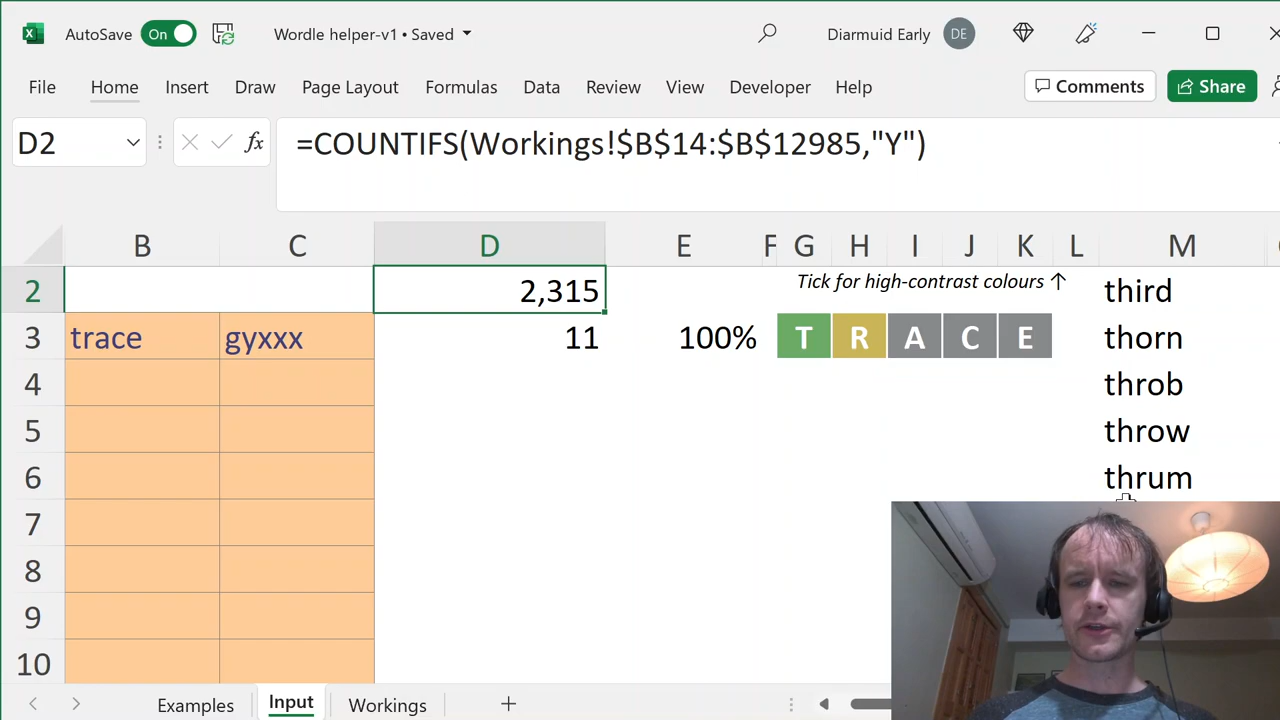 AutoSave On Wordle helper-v1 • Saved Diarmuid Early DE
File Home Insert Draw Page Layout Formulas Data Review View Developer Help Comments Share
D2 fx =COUNTIFS(Workings!$B$14:$B$12985,"Y")
B C D E F G H I J K L M
2 2,315 Tick for high-contrast colours ↑ third
3 trace gyxxx 11 100% T R A C E thorn
4 throb
5 throw
6 thrum
7
8
9
10
Examples Input Workings